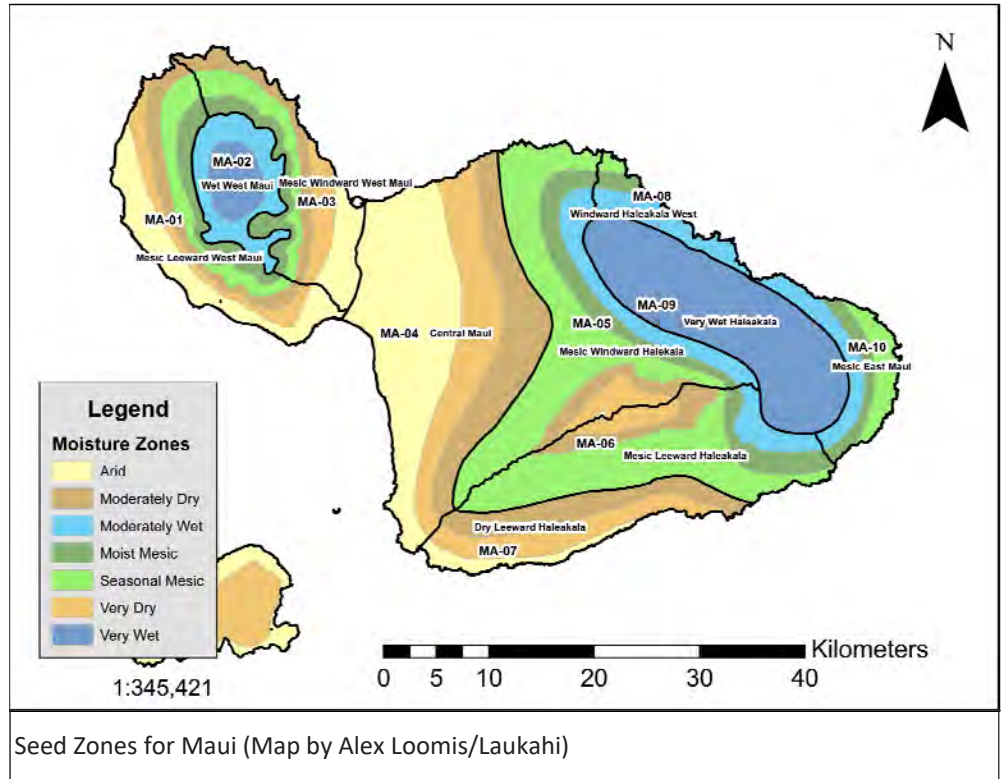 N
MA-08
MA-02
Wet West Maui
Mesic Windward West Maui
MA-03
Windward Haleakala West
MA-01
Mesic Leeward West Maui
MA-09
Very Wet Haleakala
MA-04
Central Maui
MA-05
Mesic Windward Halekala
MA-10
Mesic East Maui
MA-06
Mesic Leeward Haleakala
Dry Leeward Haleakala
MA-07
Legend
Moisture Zones
Arid
Moderately Dry
Moderately Wet
Moist Mesic
Seasonal Mesic
Very Dry
Very Wet
1:345,421
Kilometers
0 5 10 20 30 40
Seed Zones for Maui (Map by Alex Loomis/Laukahi)